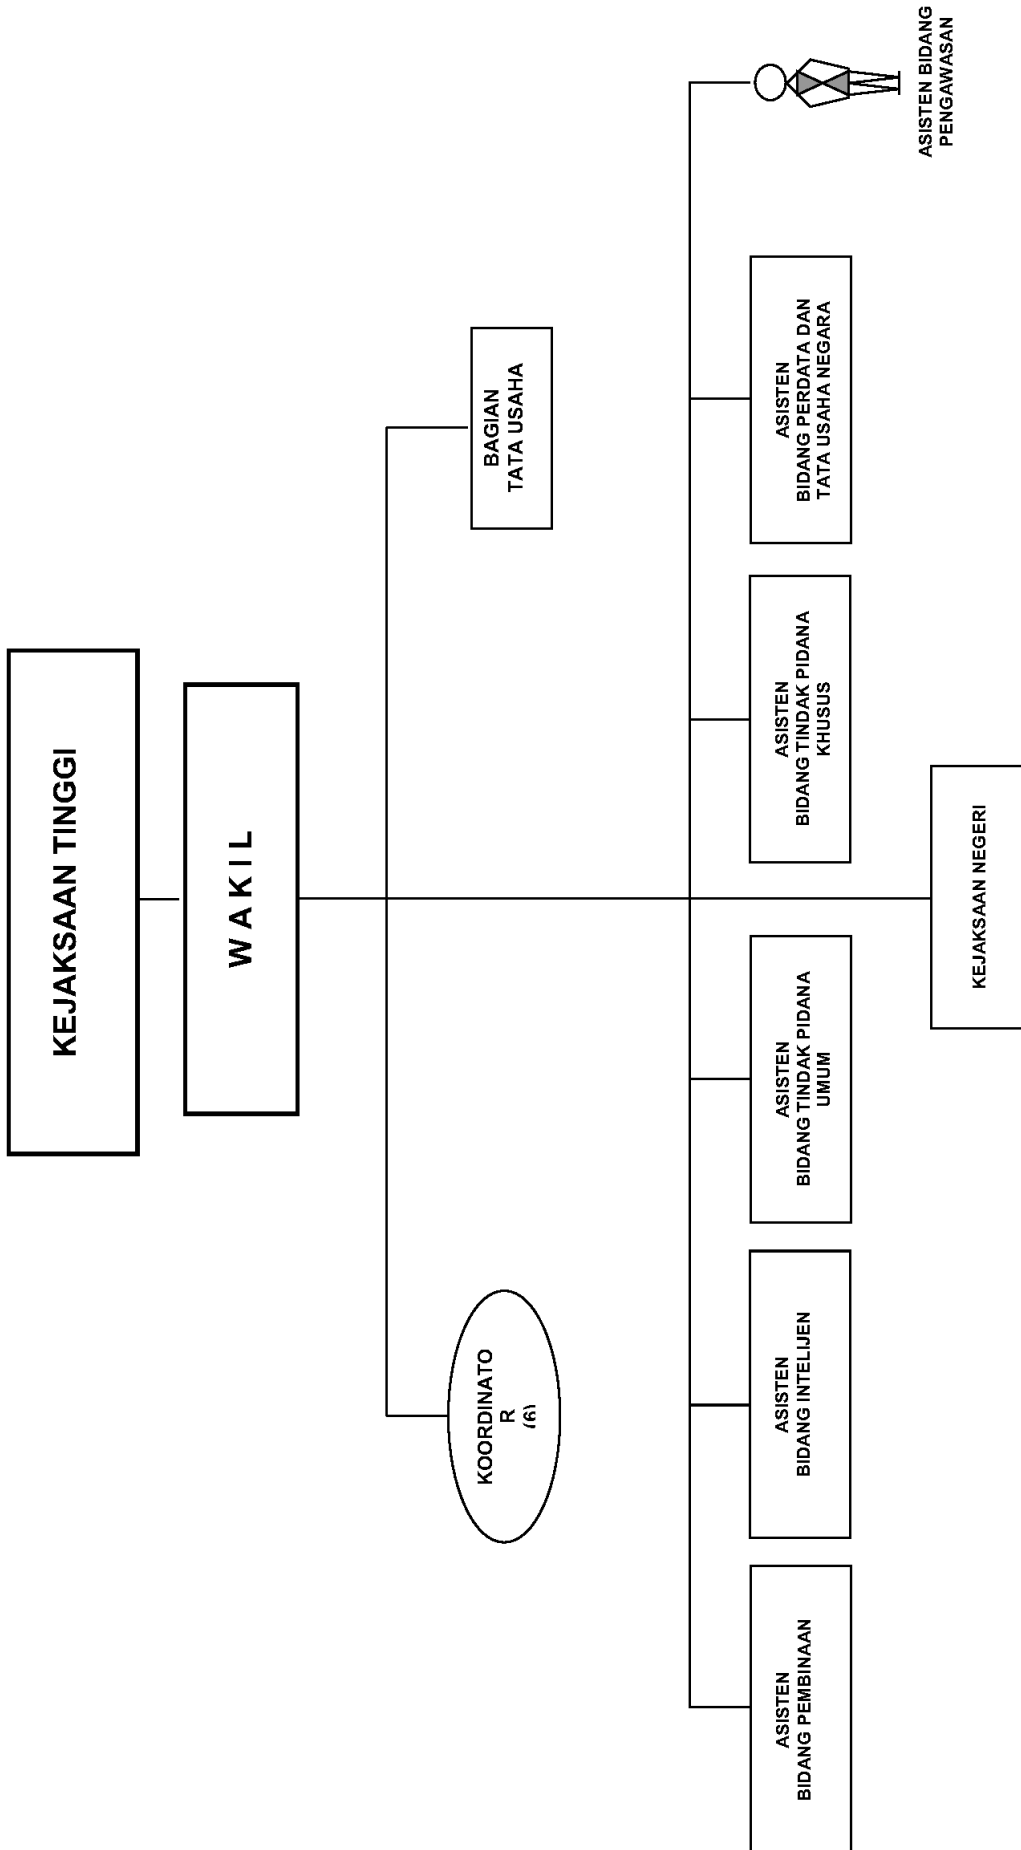 KEJAKSAAN TINGGI
W A K I L
KOORDINATO
R
(6)
BAGIAN
TATA USAHA
ASISTEN
BIDANG PEMBINAAN
ASISTEN
BIDANG INTELIJEN
ASISTEN
BIDANG TINDAK PIDANA
UMUM
ASISTEN
BIDANG TINDAK PIDANA
KHUSUS
ASISTEN
BIDANG PERDATA DAN
TATA USAHA NEGARA
ASISTEN BIDANG
PENGAWASAN
KEJAKSAAN NEGERI